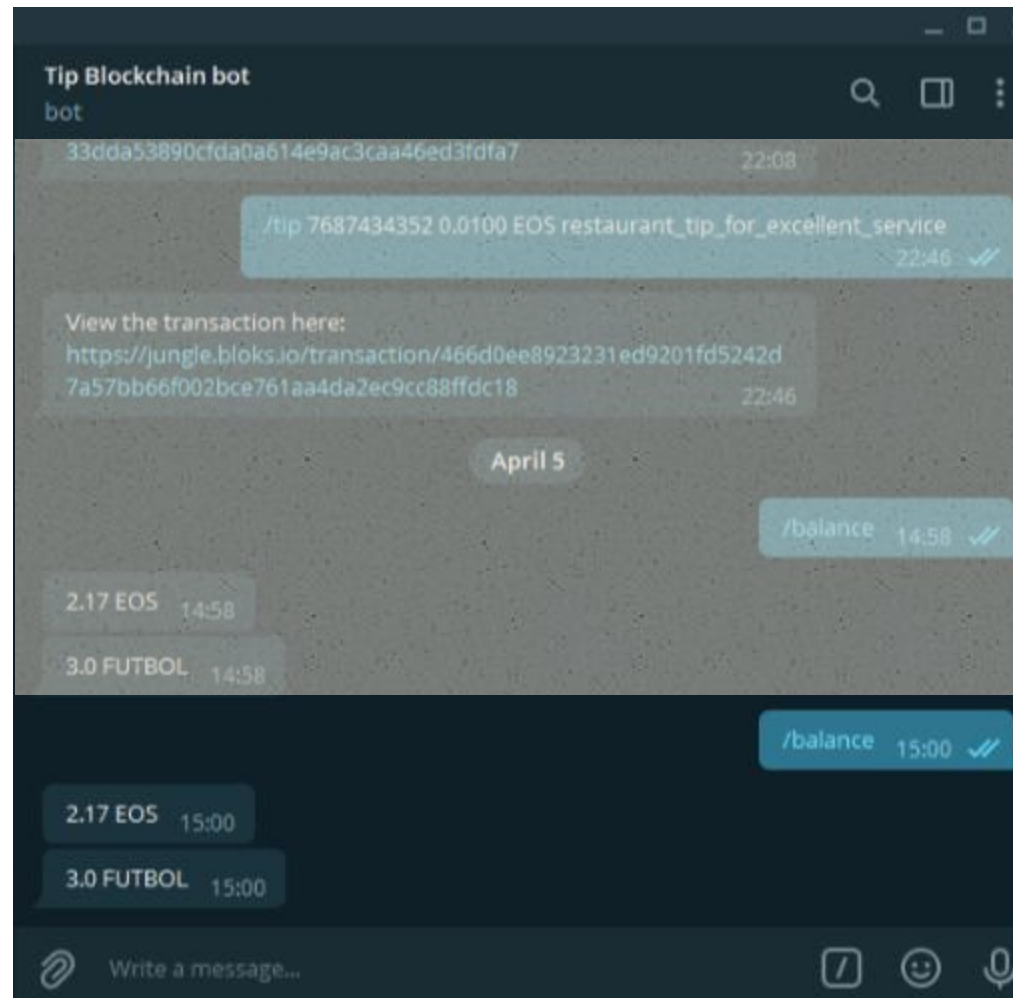 Tip Blockchain bot
bot
33dda53890cfda0a614e9ac3caa46ed3fdfa7
22:08
/tip 7687434352 0.0100 EOS restaurant_tip_for_excellent_service
22:46
View the transaction here:
https://jungle.bloks.io/transaction/466d0ee8923231ed9201fd5242d
7a57bb66f002bce761aa4da2ec9cc88ffdc18
22:46
April 5
/balance 14:58
2.17 EOS 14:58
3.0 FUTBOL 14:58
/balance 15:00
2.17 EOS 15:00
3.0 FUTBOL 15:00
Write a message...